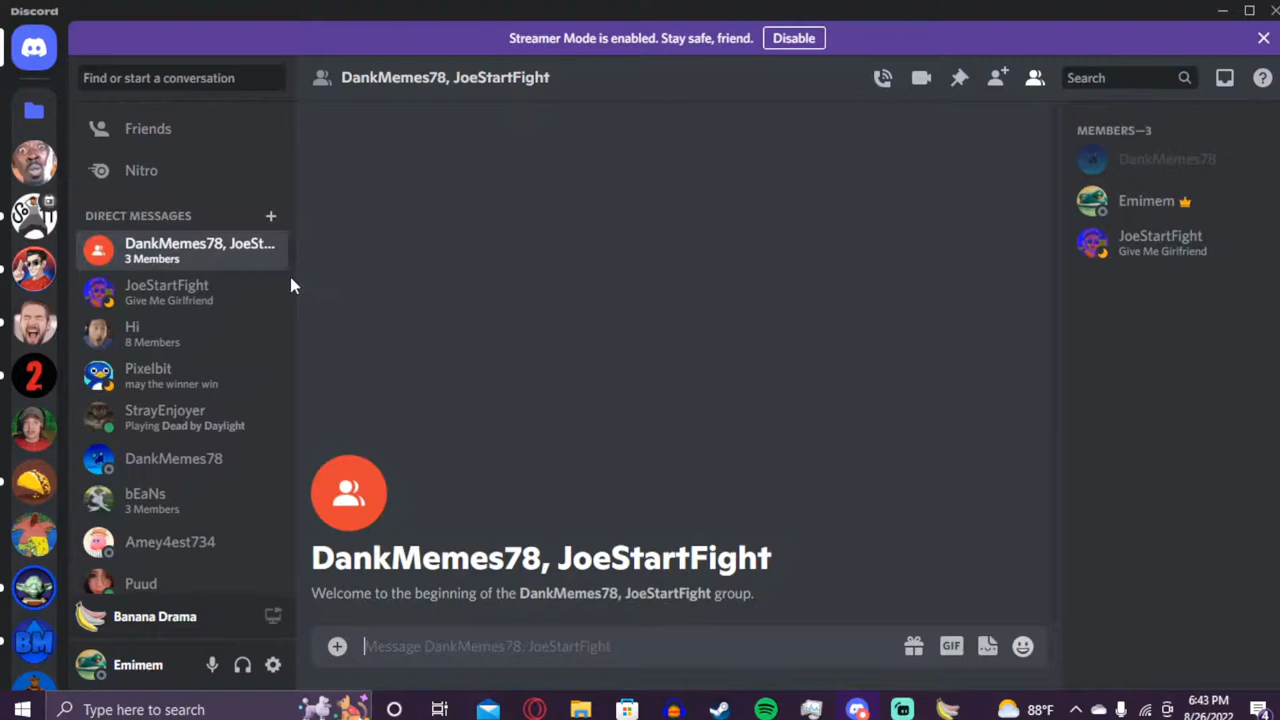 Discord
Streamer Mode is enabled. Stay safe, friend. Disable
Find or start a conversation
DankMemes78, JoeStartFight
Search
Friends
Nitro
DIRECT MESSAGES
DankMemes78, JoeSt...
3 Members
JoeStartFight
Give Me Girlfriend
Hi
8 Members
Pixelbit
may the winner win
StrayEnjoyer
Playing Dead by Daylight
DankMemes78
bEaNs
3 Members
Amey4est734
Puud
Banana Drama
Emimem
2
BM
DankMemes78, JoeStartFight
Welcome to the beginning of the DankMemes78, JoeStartFight group.
Message DankMemes78, JoeStartFight
GIF
MEMBERS—3
DankMemes78
Emimem
JoeStartFight
Give Me Girlfriend
Type here to search
88°F
6:43 PM
8/26/2022